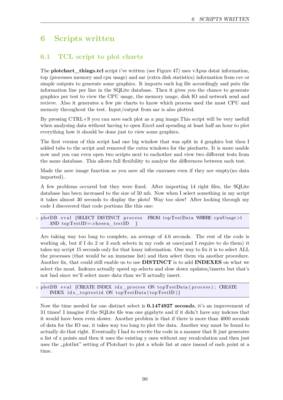 6 SCRIPTS WRITTEN
6 Scripts written
6.1 TCL script to plot charts
The plotchart_things.tcl script i've written (see Figure 47) uses vApus datat information,
top (processes memory and cpu usage) and sar (extra disk statistics) information from csv or
simple outputs to generate some graphics. It imports each log file accordingly and puts the
information line per line in the SQLite database. Then it gives you the chance to generate
graphics per test to view the CPU usage, the memory usage, disk IO and network send and
recieve. Also it generates a few pie charts to know which process used the most CPU and
memory throughout the test. Input/output from sar is also plotted.
By pressing CTRL+S you can save each plot as a png image.This script will be very usefull
when analysing data without having to open Excel and spending at least half an hour to plot
everything how it should be done just to view some graphics.
The first version of this script had one big window that was split in 4 graphics but then I
added tabs to the script and removed the extra windows for the piecharts. It is more usable
now and you can even open two scripts next to eachother and view two different tests from
the same database. This allows full flexibility to analyze the differences between each test.
Made the save image function so you save all the canvases even if they are empty(no data
imported).
A few problems occured but they were fixed. After importing 14 right files, the SQLite
database has been increased to the size of 50 mb. Now when I select something in my script
it takes almost 30 seconds to display the plots! Way too slow! After looking through my
code I discovered that code portions like this one:
plotDB eval {SELECT DISTINCT process FROM topTestData WHERE cpuUsage>1
AND topTestID=:chosen_testID }
Are taking way too long to complete, an average of 4.6 seconds. The rest of the code is
working ok, but if I do 2 or 3 such selects in my code at once(and I require to do them) it
takes my script 15 seconds only for that lousy information. One way to fix it is to select ALL
the processes (that would be an immense list) and then select them via another procedure.
Another fix, that could still enable us to use DISTINCT is to add INDEXES on what we
select the most. Indexes actually speed up selects and slow down updates/inserts but that's
not bad since we'll select more data than we'll actually insert.
plotDB eval {CREATE INDEX idx_process ON topTestData(process); CREATE
INDEX idx_toptestid ON topTestData(topTestID)}
Now the time needed for one distinct select is 0.1474927 seconds, it's an improvement of
31 times! I imagine if the SQLite file was one gigabyte and if it didn't have any indexes that
it would have been even slower. Another problem is that if there is more than 4000 seconds
of data for the IO sar, it takes way too long to plot the data. Another way must be found to
actually do that right. Eventually I had to rewrite the code in a manner that It just generates
a list of x points and then it uses the existing y ones without any recalculation and then just
uses the „plotlist" setting of Plotchart to plot a whole list at once insead of each point at a
time.